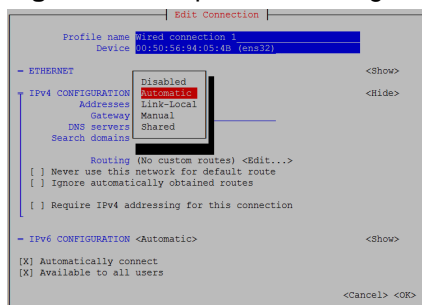 Edit Connection
Profile name Wired connection 1
Device 00:50:56:94:05:4B (ens32)
= ETHERNET <Show>
Disabled
IPv4 CONFIGURATION Automatic <Hide>
Addresses Link-Local
Gateway Manual
DNS servers Shared
Search domains
Routing (No custom routes) <Edit...>
[ ] Never use this network for default route
[ ] Ignore automatically obtained routes
[ ] Require IPv4 addressing for this connection
= IPv6 CONFIGURATION <Automatic> <Show>
[X] Automatically connect
[X] Available to all users
<Cancel> <OK>